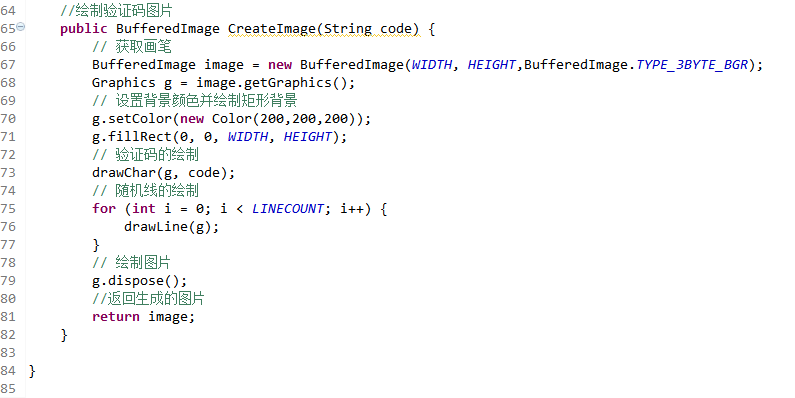 64 //绘制验证码图片
65 public BufferedImage CreateImage(String code) {
66 // 获取画笔
67 BufferedImage image = new BufferedImage(WIDTH, HEIGHT,BufferedImage.TYPE_3BYTE_BGR);
68 Graphics g = image.getGraphics();
69 // 设置背景颜色并绘制矩形背景
70 g.setColor(new Color(200,200,200));
71 g.fillRect(0, 0, WIDTH, HEIGHT);
72 // 验证码的绘制
73 drawChar(g, code);
74 // 随机线的绘制
75 for (int i = 0; i < LINECOUNT; i++) {
76 drawLine(g);
77 }
78 // 绘制图片
79 g.dispose();
80 //返回生成的图片
81 return image;
82 }
83
84 }
85